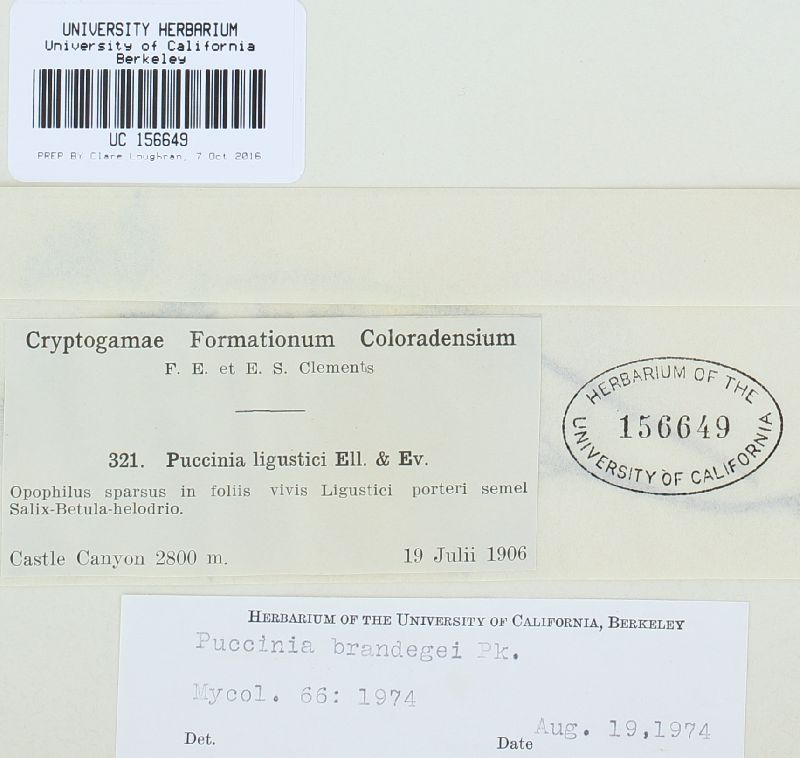 UNIVERSITY HERBARIUM
University of California
Berkeley
UC 156649
PREP BY Clare Loughran, 7 Oct 2016
Cryptogamae Formationum Coloradensium
F. E. et E. S. Clements
321. Puccinia ligustici Ell. & Ev.
Opophilus sparsus in foliis vivis Ligustici porteri semel
Salix-Betula-helodrio.
Castle Canyon 2800 m. 19 Julii 1906
HERBARIUM OF THE
156649
UNIVERSITY OF CALIFORNIA
HERBARIUM OF THE UNIVERSITY OF CALIFORNIA, BERKELEY
Puccinia brandegei Pk.
Mycol. 66: 1974
Det. Date Aug. 19,1974